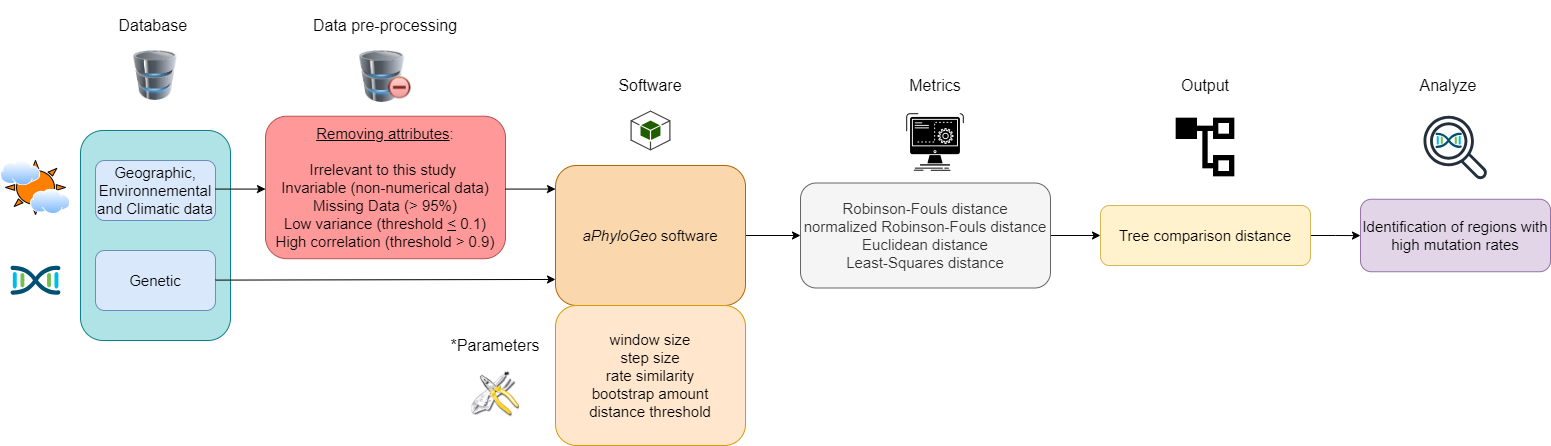 Database
Geographic,
Environnemental
and Climatic data
Genetic
Data pre-processing
Removing attributes:
Irrelevant to this study
Invariable (non-numerical data)
Missing Data (> 95%)
Low variance (threshold ≤ 0.1)
High correlation (threshold > 0.9)
Software
aPhyloGeo software
*Parameters
window size
step size
rate similarity
bootstrap amount
distance threshold
Metrics
Robinson-Fouls distance
normalized Robinson-Fouls distance
Euclidean distance
Least-Squares distance
Output
Tree comparison distance
Analyze
Identification of regions with
high mutation rates